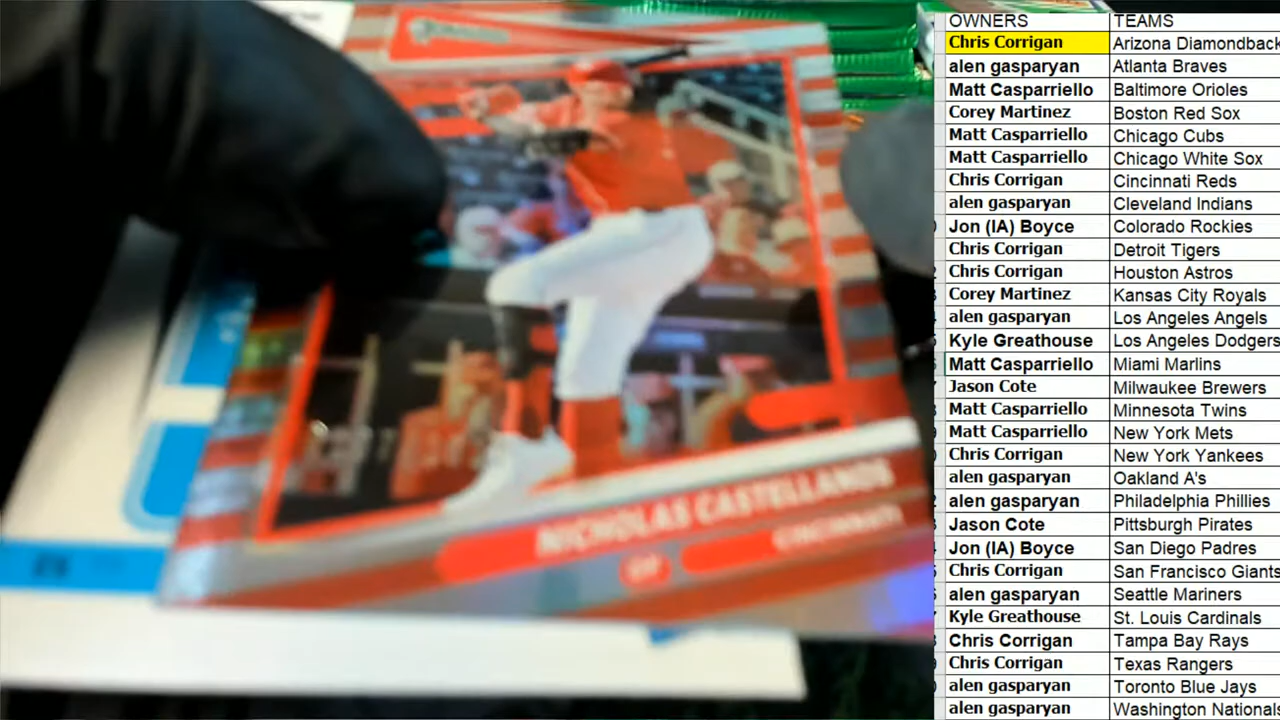 NICHOLAS CASTELLANOS
OF
CINCINNATI
OWNERS TEAMS
Chris Corrigan Arizona Diamondback
alen gasparyan Atlanta Braves
Matt Casparriello Baltimore Orioles
Corey Martinez Boston Red Sox
Matt Casparriello Chicago Cubs
Matt Casparriello Chicago White Sox
Chris Corrigan Cincinnati Reds
alen gasparyan Cleveland Indians
Jon (IA) Boyce Colorado Rockies
Chris Corrigan Detroit Tigers
Chris Corrigan Houston Astros
Corey Martinez Kansas City Royals
alen gasparyan Los Angeles Angels
Kyle Greathouse Los Angeles Dodgers
Matt Casparriello Miami Marlins
Jason Cote Milwaukee Brewers
Matt Casparriello Minnesota Twins
Matt Casparriello New York Mets
Chris Corrigan New York Yankees
alen gasparyan Oakland A's
alen gasparyan Philadelphia Phillies
Jason Cote Pittsburgh Pirates
Jon (IA) Boyce San Diego Padres
Chris Corrigan San Francisco Giants
alen gasparyan Seattle Mariners
Kyle Greathouse St. Louis Cardinals
Chris Corrigan Tampa Bay Rays
Chris Corrigan Texas Rangers
alen gasparyan Toronto Blue Jays
alen gasparyan Washington Nationals